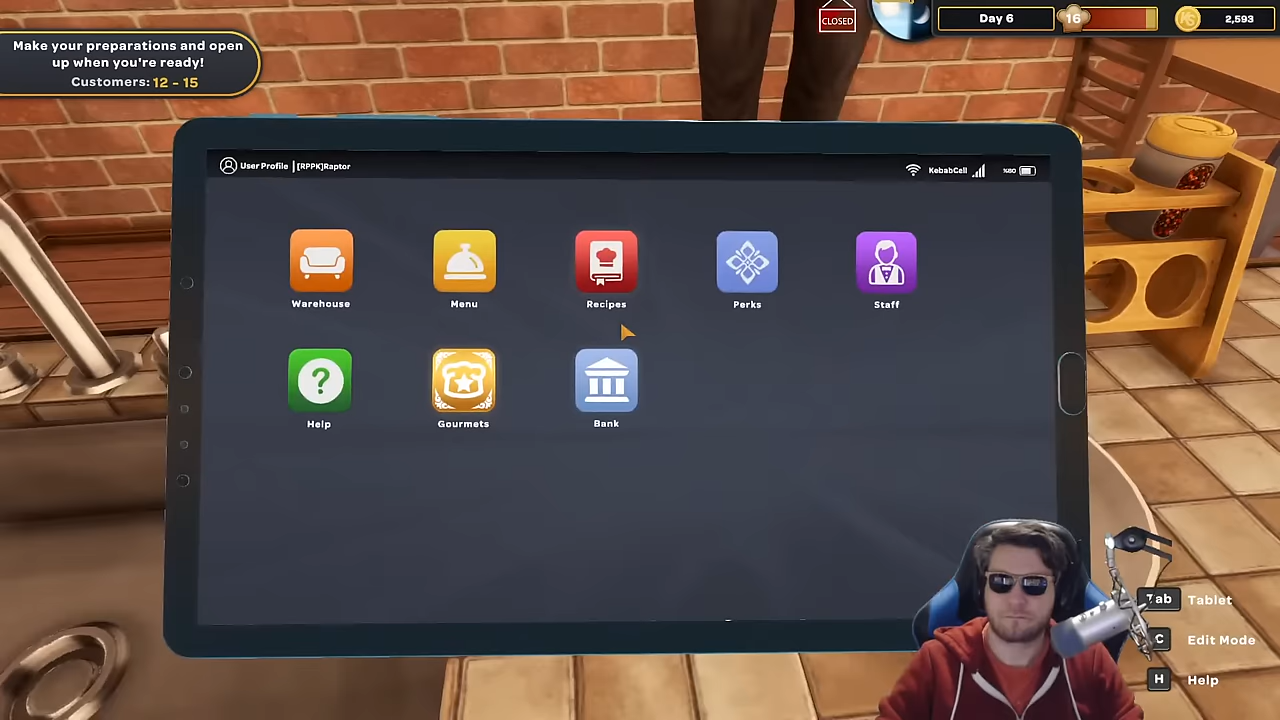 CLOSED
Day 6
16
2,593
Make your preparations and open
up when you're ready!
Customers: 12 - 15
User Profile | [RPPK]Raptor
KebabCell
%80
Warehouse
Menu
Recipes
Perks
Staff
?
Help
Gourmets
Bank
Tab Tablet
C Edit Mode
H Help